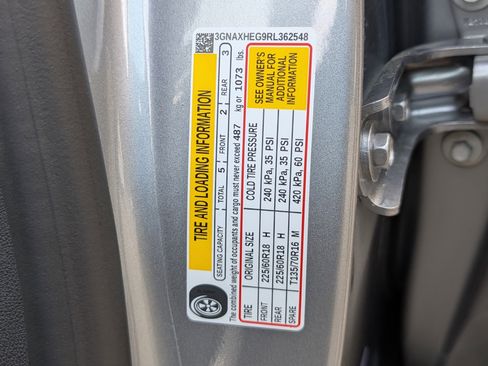 3GNAXHEG9RL362548
TIRE AND LOADING INFORMATION
SEATING CAPACITY TOTAL 5 FRONT 2 REAR 3
The combined weight of occupants and cargo must never exceed 487 kg or 1073 lbs.
TIRE ORIGINAL SIZE COLD TIRE PRESSURE
FRONT 225/60R18 H 240 kPa, 35 PSI
REAR 225/60R18 H 240 kPa, 35 PSI
SPARE T135/70R16 M 420 kPa, 60 PSI
SEE OWNER'S
MANUAL FOR
ADDITIONAL
INFORMATION